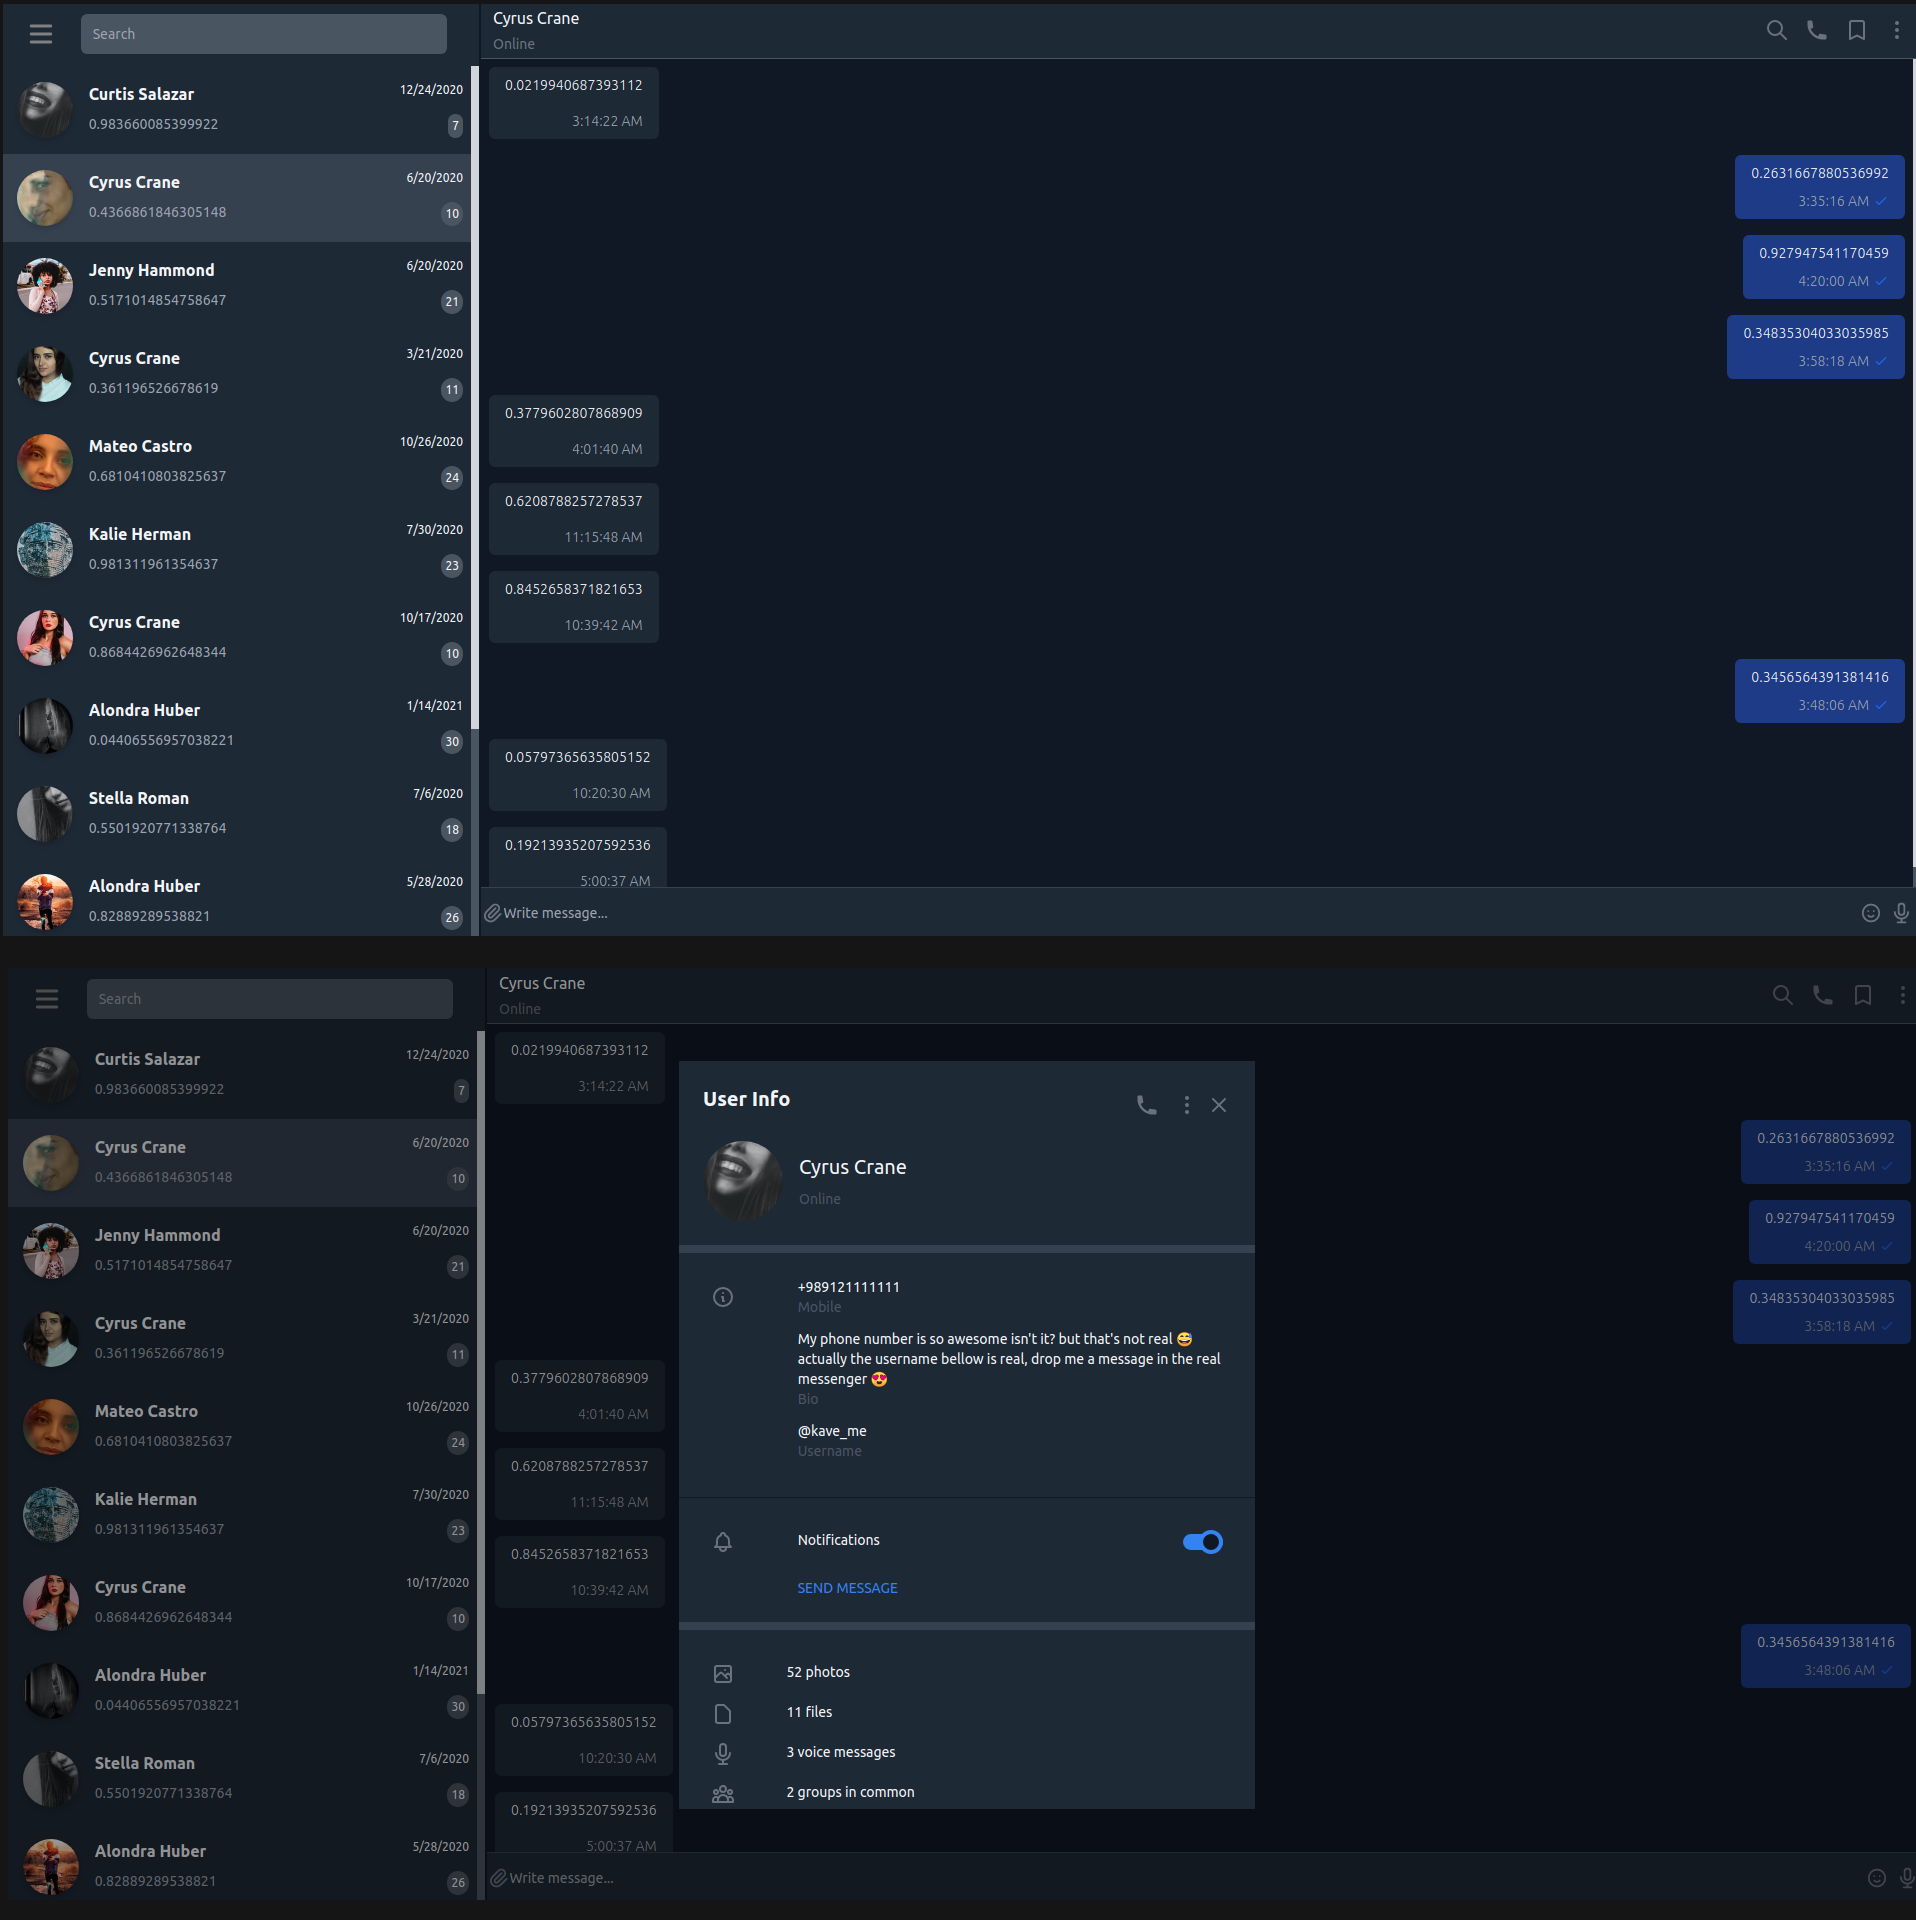 Search
Curtis Salazar 12/24/2020
0.983660085399922 7
Cyrus Crane 6/20/2020
0.4366861846305148 10
Jenny Hammond 6/20/2020
0.5171014854758647 21
Cyrus Crane 3/21/2020
0.361196526678619 11
Mateo Castro 10/26/2020
0.6810410803825637 24
Kalie Herman 7/30/2020
0.981311961354637 23
Cyrus Crane 10/17/2020
0.8684426962648344 10
Alondra Huber 1/14/2021
0.04406556957038221 30
Stella Roman 7/6/2020
0.5501920771338764 18
Alondra Huber 5/28/2020
0.82889289538821 26
Cyrus Crane
Online
0.0219940687393112
3:14:22 AM
0.2631667880536992
3:35:16 AM
0.927947541170459
4:20:00 AM
0.34835304033035985
3:58:18 AM
0.3779602807868909
4:01:40 AM
0.6208788257278537
11:15:48 AM
0.8452658371821653
10:39:42 AM
0.3456564391381416
3:48:06 AM
0.05797365635805152
10:20:30 AM
0.19213935207592536
5:00:37 AM
Write message...
Search
Curtis Salazar 12/24/2020
0.983660085399922 7
Cyrus Crane 6/20/2020
0.4366861846305148 10
Jenny Hammond 6/20/2020
0.5171014854758647 21
Cyrus Crane 3/21/2020
0.361196526678619 11
Mateo Castro 10/26/2020
0.6810410803825637 24
Kalie Herman 7/30/2020
0.981311961354637 23
Cyrus Crane 10/17/2020
0.8684426962648344 10
Alondra Huber 1/14/2021
0.04406556957038221 30
Stella Roman 7/6/2020
0.5501920771338764 18
Alondra Huber 5/28/2020
0.82889289538821 26
Cyrus Crane
Online
0.0219940687393112
3:14:22 AM
0.2631667880536992
3:35:16 AM
0.927947541170459
4:20:00 AM
0.34835304033035985
3:58:18 AM
0.3779602807868909
4:01:40 AM
0.6208788257278537
11:15:48 AM
0.8452658371821653
10:39:42 AM
0.3456564391381416
3:48:06 AM
0.05797365635805152
10:20:30 AM
0.19213935207592536
5:00:37 AM
Write message...
User Info
Cyrus Crane
Online
+989121111111
Mobile
My phone number is so awesome isn't it? but that's not real 😅
actually the username bellow is real, drop me a message in the real
messenger 😍
Bio
@kave_me
Username
Notifications
SEND MESSAGE
52 photos
11 files
3 voice messages
2 groups in common